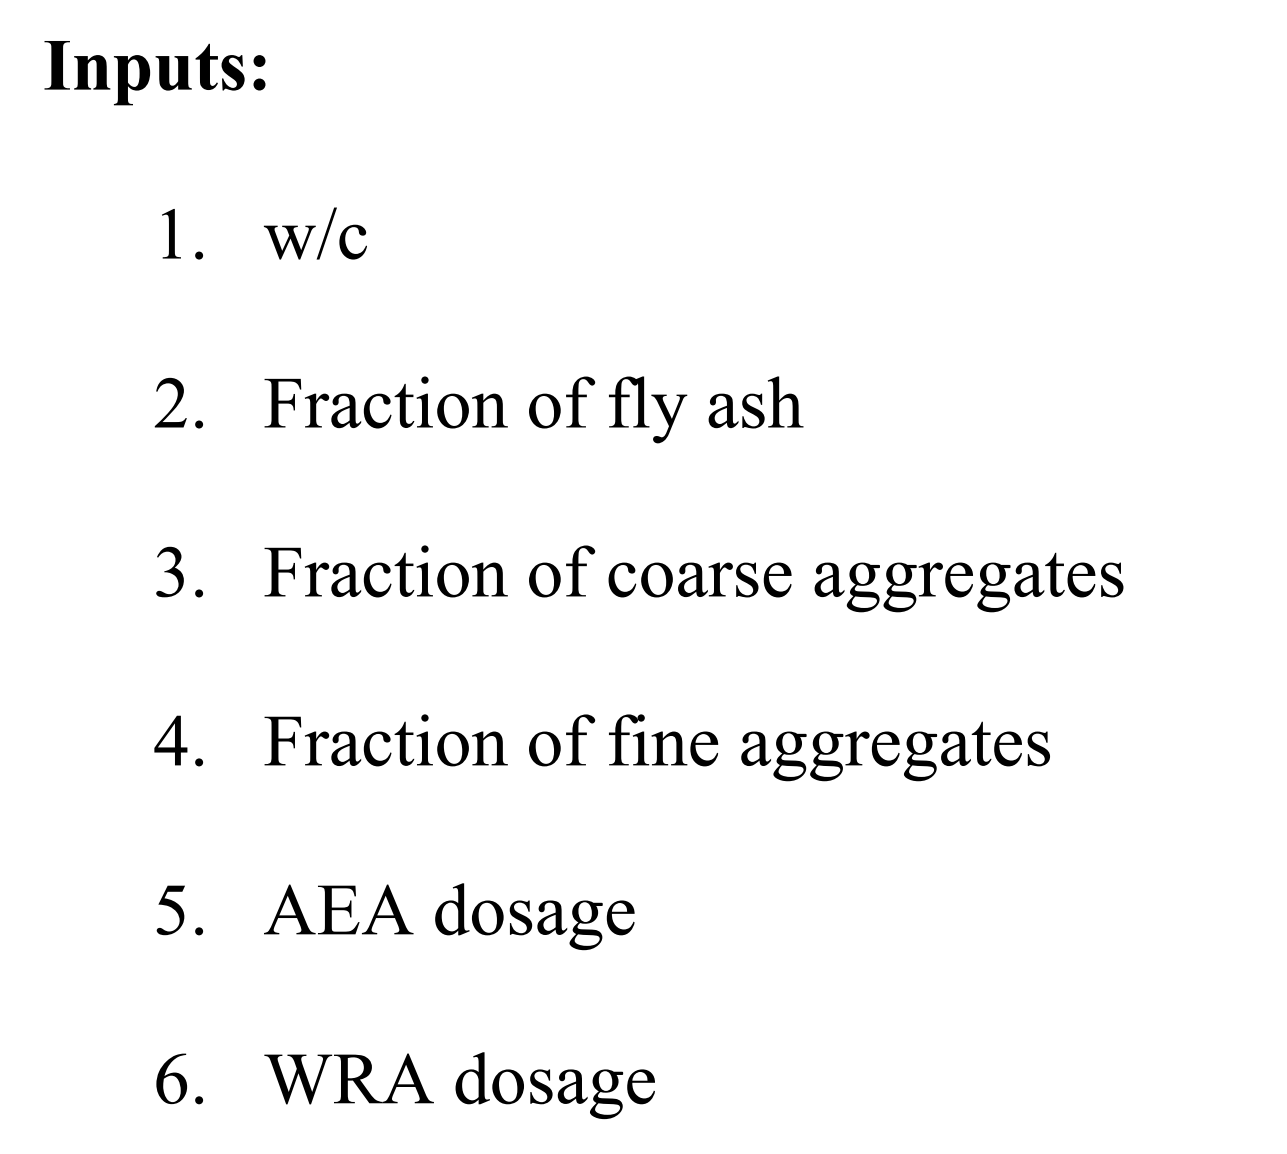 Inputs:
1. w/c
2. Fraction of fly ash
3. Fraction of coarse aggregates
4. Fraction of fine aggregates
5. AEA dosage
6. WRA dosage